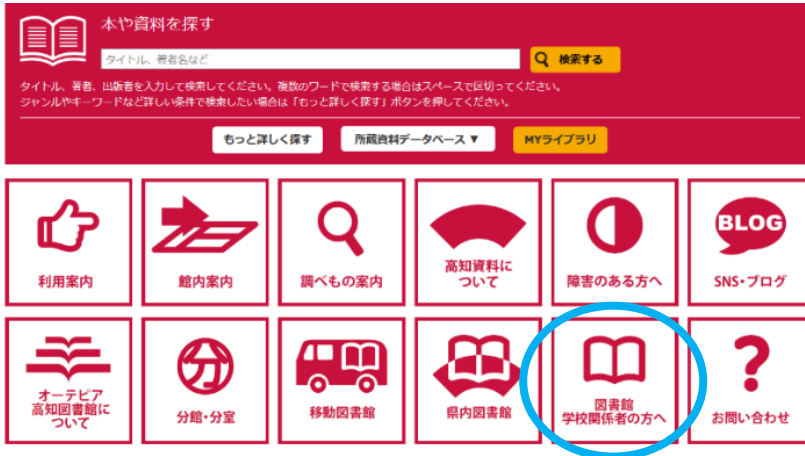 本や資料を探す
タイトル、著者名など
検索する
タイトル、著者、出版者を入力して検索してください。複数のワードで検索する場合はスペースで区切ってください。
ジャンルやキーワードなど詳しい条件で検索したい場合は「もっと詳しく探す」ボタンを押してください。
もっと詳しく探す
所蔵資料データベース ▼
MYライブラリ
利用案内
館内案内
調べもの案内
高知資料に
ついて
障害のある方へ
BLOG
SNS・ブログ
オーテピア
高知図書館に
ついて
分
分館・分室
移動図書館
県内図書館
図書館
学校関係者の方へ
?
お問い合わせ